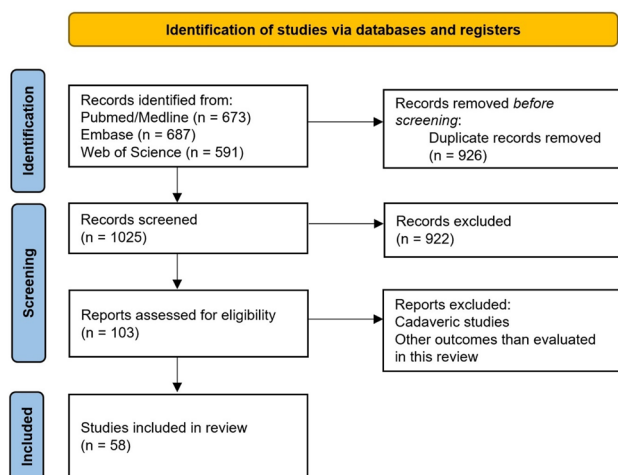 Identification of studies via databases and registers
Identification
Records identified from:
Pubmed/Medline (n = 673)
Embase (n = 687)
Web of Science (n = 591)
Records removed before
screening:
Duplicate records removed
(n = 926)
Screening
Records screened
(n = 1025)
Records excluded
(n = 922)
Reports assessed for eligibility
(n = 103)
Reports excluded:
Cadaveric studies
Other outcomes than evaluated
in this review
Included
Studies included in review
(n = 58)